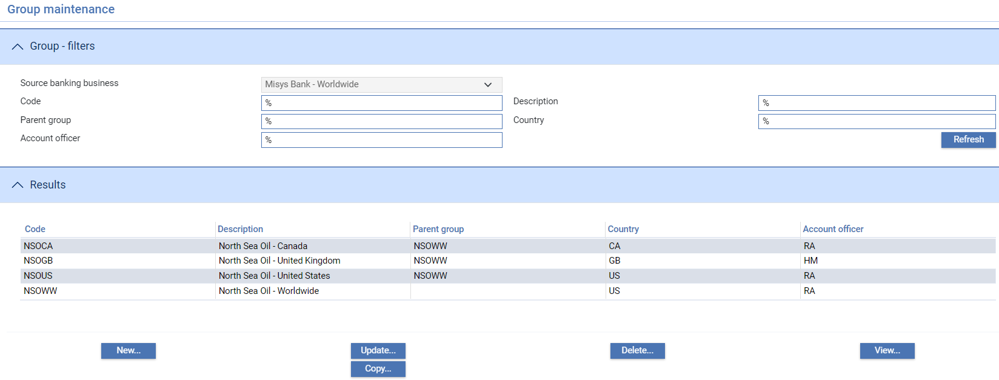 Group maintenance
Group - filters
Source banking business Misys Bank - Worldwide
Code % Description %
Parent group % Country %
Account officer % Refresh
Results
Code Description Parent group Country Account officer
NSOCA North Sea Oil - Canada NSOWW CA RA
NSOGB North Sea Oil - United Kingdom NSOWW GB HM
NSOUS North Sea Oil - United States NSOWW US RA
NSOWW North Sea Oil - Worldwide US RA
New... Update... Delete... View...
Copy...